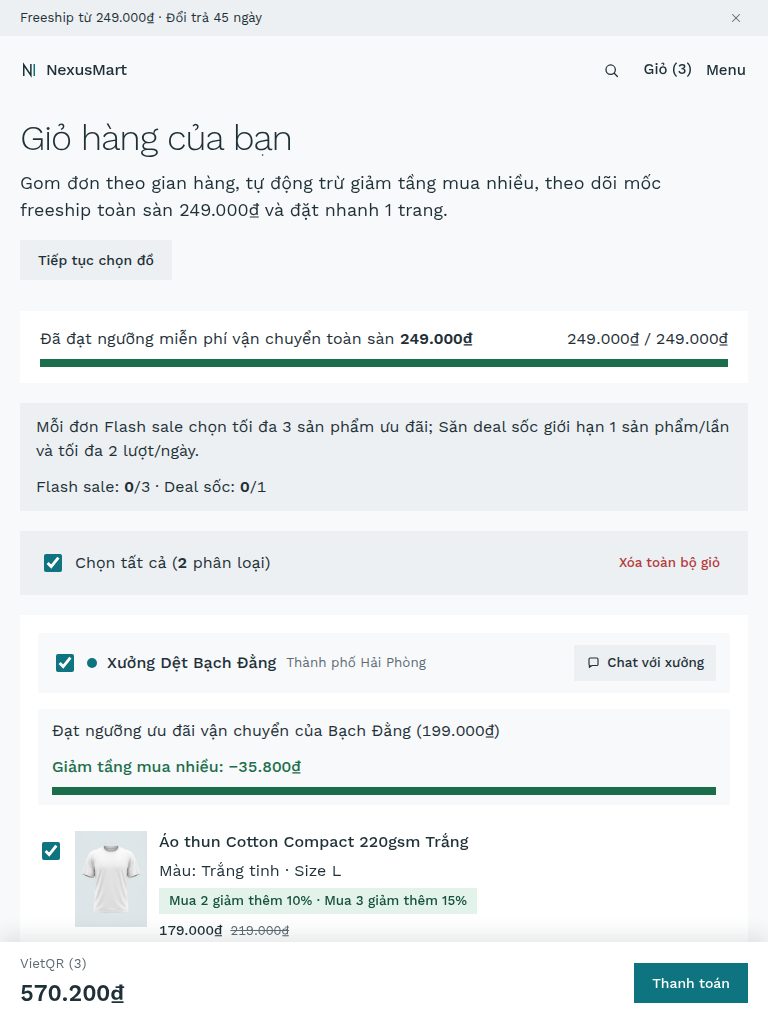 Freeship từ 249.000₫ · Đổi trả 45 ngày
NexusMart
Giỏ (3)
Menu
Giỏ hàng của bạn
Gom đơn theo gian hàng, tự động trừ giảm tầng mua nhiều, theo dõi mốc
freeship toàn sàn 249.000₫ và đặt nhanh 1 trang.
Tiếp tục chọn đồ
Đã đạt ngưỡng miễn phí vận chuyển toàn sàn 249.000₫
249.000₫ / 249.000₫
Mỗi đơn Flash sale chọn tối đa 3 sản phẩm ưu đãi; Săn deal sốc giới hạn 1 sản phẩm/lần
và tối đa 2 lượt/ngày.
Flash sale: 0/3 · Deal sốc: 0/1
Chọn tất cả (2 phân loại)
Xóa toàn bộ giỏ
Xưởng Dệt Bạch Đằng Thành phố Hải Phòng
Chat với xưởng
Đạt ngưỡng ưu đãi vận chuyển của Bạch Đằng (199.000₫)
Giảm tầng mua nhiều: −35.800₫
Áo thun Cotton Compact 220gsm Trắng
Màu: Trắng tinh · Size L
Mua 2 giảm thêm 10% · Mua 3 giảm thêm 15%
179.000₫ 219.000₫
VietQR (3)
570.200₫
Thanh toán